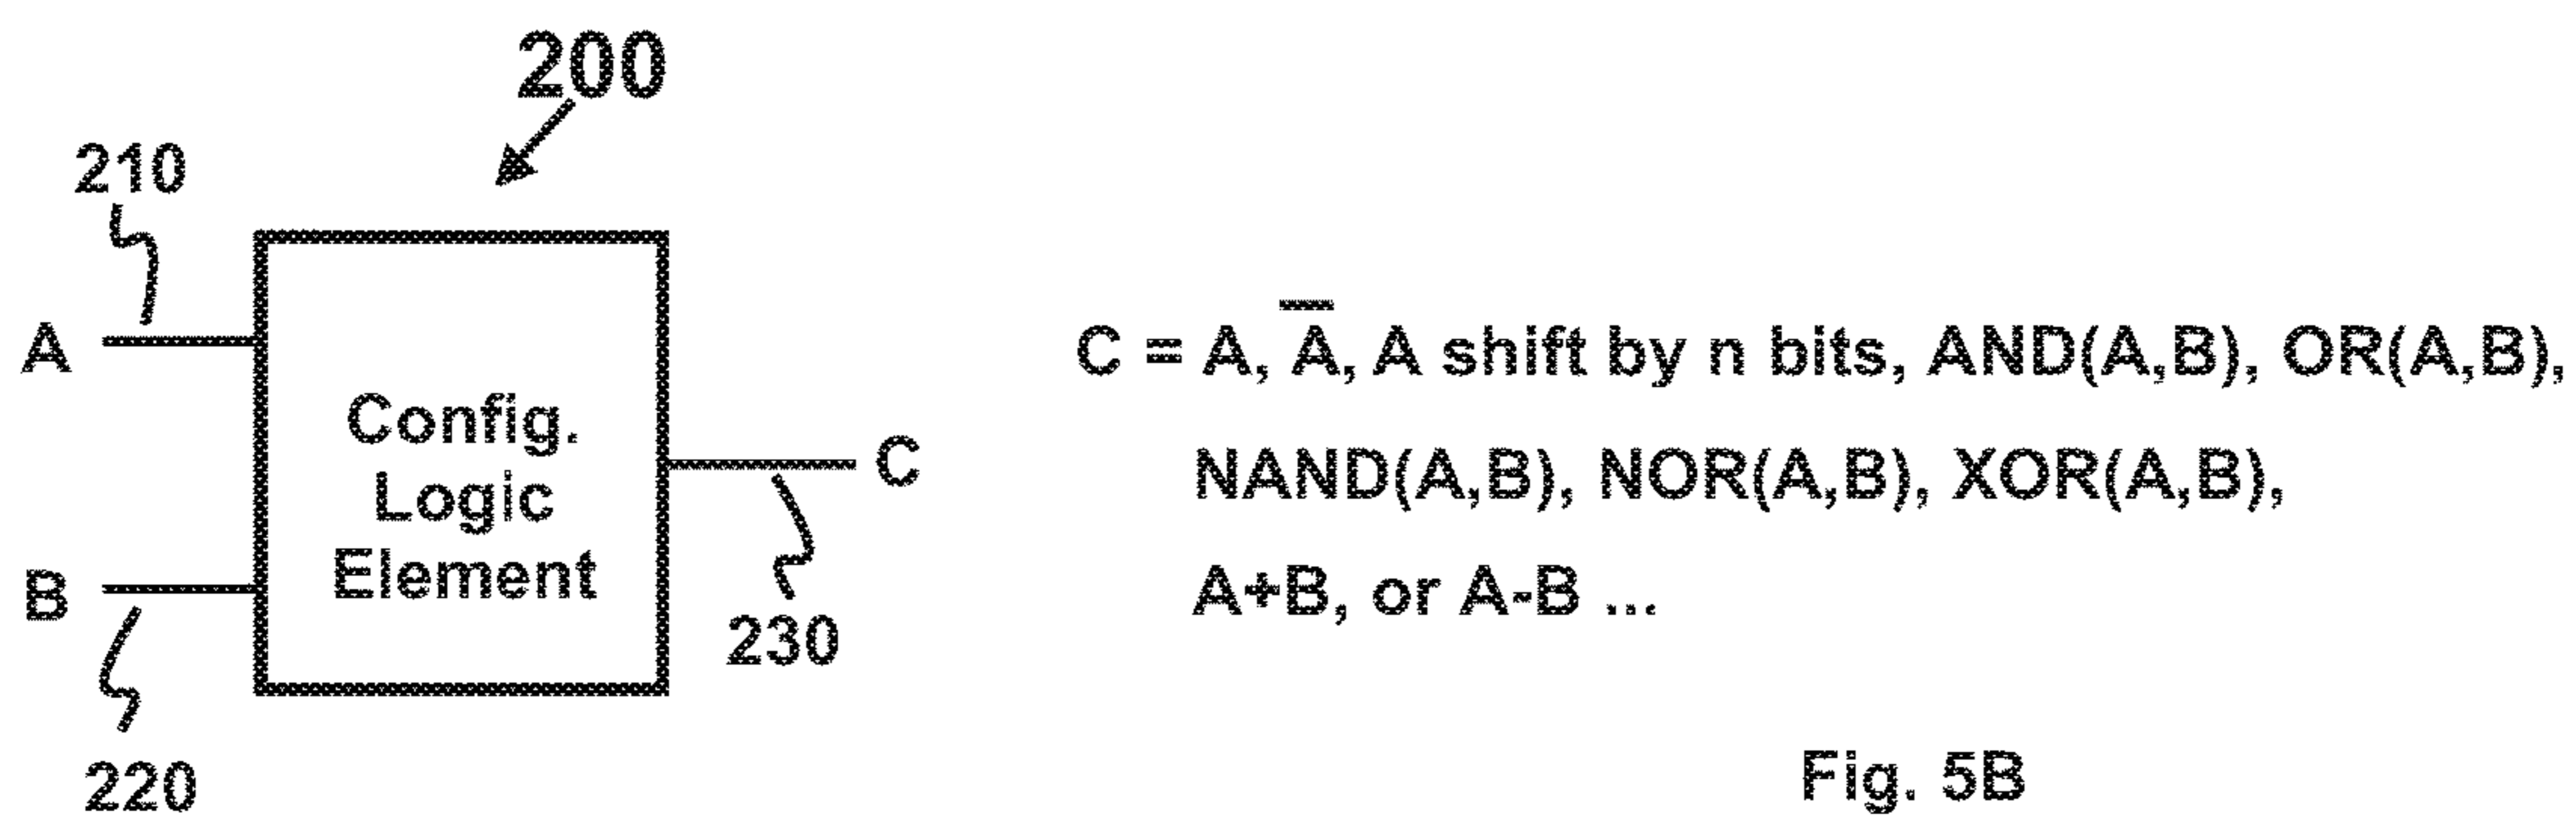 200
210
A
Config.
Logic
Element
B
220
C
230
C = A, A̅, A shift by n bits, AND(A,B), OR(A,B),
NAND(A,B), NOR(A,B), XOR(A,B),
A+B, or A-B ...
Fig. 5B